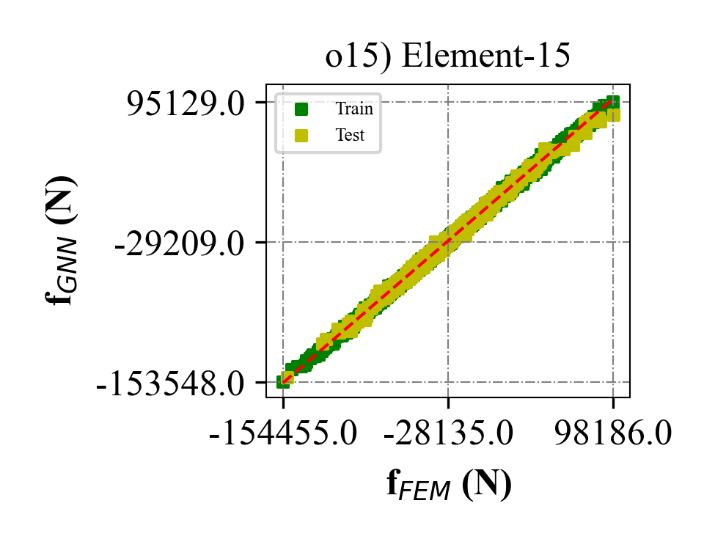 o15) Element-15
95129.0
-29209.0
-153548.0
f_GNN (N)
Train
Test
-154455.0 -28135.0 98186.0
f_FEM (N)